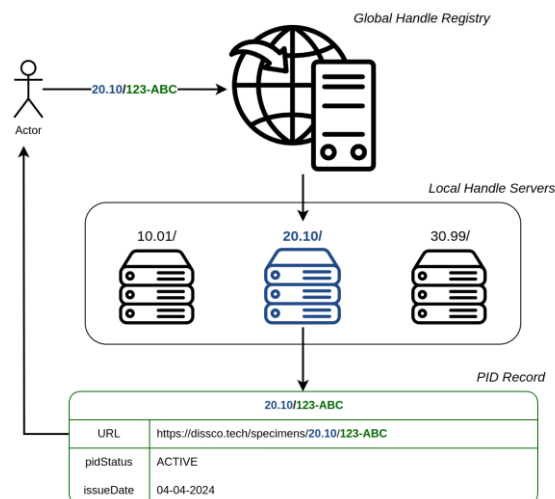 Global Handle Registry
20.10/123-ABC
Actor
Local Handle Servers
10.01/ 20.10/ 30.99/
PID Record
20.10/123-ABC
URL https://dissco.tech/specimens/20.10/123-ABC
pidStatus ACTIVE
issueDate 04-04-2024